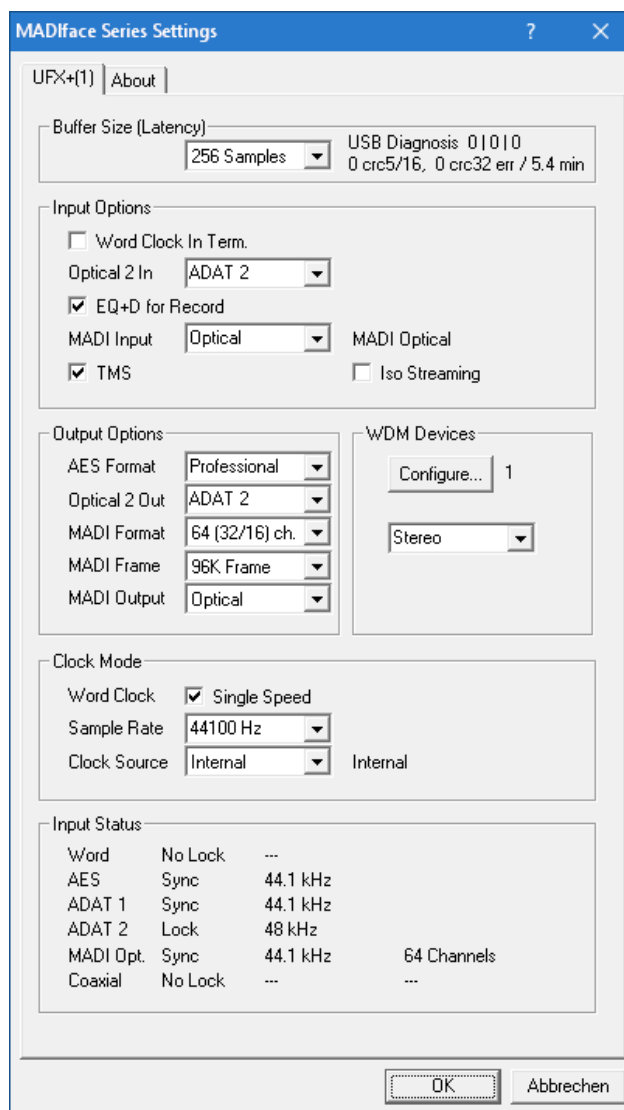 MADIface Series Settings ?
UFX+(1) About
Buffer Size (Latency)
256 Samples
USB Diagnosis 0|0|0
0 crc5/16, 0 crc32 err / 5.4 min
Input Options
Word Clock In Term.
Optical 2 In ADAT 2
EQ+D for Record
MADI Input Optical MADI Optical
TMS Iso Streaming
Output Options
AES Format Professional
Optical 2 Out ADAT 2
MADI Format 64 (32/16) ch.
MADI Frame 96K Frame
MADI Output Optical
WDM Devices
Configure... 1
Stereo
Clock Mode
Word Clock Single Speed
Sample Rate 44100 Hz
Clock Source Internal Internal
Input Status
Word No Lock ---
AES Sync 44.1 kHz
ADAT 1 Sync 44.1 kHz
ADAT 2 Lock 48 kHz
MADI Opt. Sync 44.1 kHz 64 Channels
Coaxial No Lock --- ---
OK Abbrechen